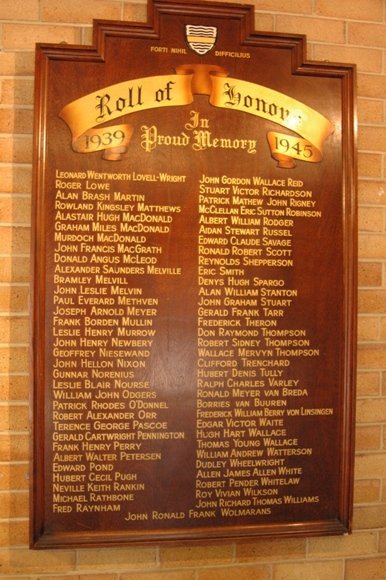 FORTI NIHIL DIFFICILIUS
Roll of Honour
1939 In 1945
Proud Memory
LEONARD WENTWORTH LOVELL-WRIGHT
ROGER LOWE
ALAN BRASH MARTIN
ROWLAND KINGSLEY MATTHEWS
ALASTAIR HUGH MACDONALD
GRAHAM MILES MACDONALD
MURDOCH MACDONALD
JOHN FRANCIS MACGRATH
DONALD ANGUS MCLEOD
ALEXANDER SAUNDERS MELVILLE
BRAMLEY MELVILL
JOHN LESLIE MELVIN
PAUL EVERARD METHVEN
JOSEPH ARNOLD MEYER
FRANK BORDEN MULLIN
LESLIE HENRY MURROW
JOHN HENRY NEWBERY
GEOFFREY NIESEWAND
JOHN HELLON NIXON
GUNNAR NORENIUS
LESLIE BLAIR NOURSE
WILLIAM JOHN ODGERS
PATRICK RHODES O'DONNEL
ROBERT ALEXANDER ORR
TERENCE GEORGE PASCOE
GERALD CARTWRIGHT PENNINGTON
FRANK HENRY PERRY
ALBERT WALTER PETERSEN
EDWARD POND
HUBERT CECIL PUGH
NEVILLE KEITH RANKIN
MICHAEL RATHBONE
FRED RAYNHAM
JOHN GORDON WALLACE REID
STUART VICTOR RICHARDSON
PATRICK MATHEW JOHN RIGNEY
MCCLELAN ERIC SUTTON ROBINSON
ALBERT WILLIAM RODGER
AIDAN STEWART RUSSEL
EDWARD CLAUDE SAVAGE
RONALD ROBERT SCOTT
REYNOLDS SHEPPERSON
ERIC SMITH
DENYS HUGH SPARGO
ALAN WILLIAM STANTON
JOHN GRAHAM STUART
GERALD FRANK TARR
FREDERICK THERON
DON RAYMOND THOMPSON
ROBERT SIDNEY THOMPSON
WALLACE MERVYN THOMPSON
CLIFFORD TRENCHARD
HUBERT DENIS TULLY
RALPH CHARLES VARLEY
RONALD MEYER VAN BREDA
BORRIES VAN BUUREN
FREDERICK WILLIAM BERRY VON LINSINGEN
EDGAR VICTOR WAITE
HUGH HART WALLACE
THOMAS YOUNG WALLACE
WILLIAM ANDREW WATTERSON
DUDLEY WHEELWRIGHT
ALLEN JAMES ALLEN WHITE
ROBERT PENDER WHITELAW
ROY VIVIAN WILKSON
JOHN RICHARD THOMAS WILLIAMS
JOHN RONALD FRANK WOLMARANS